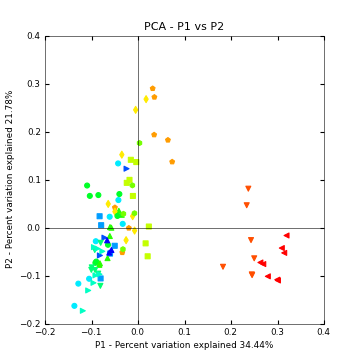 PCA - P1 vs P2
0.4
0.3
0.2
0.1
0.0
−0.1
−0.2
P2 - Percent variation explained 21.78%
−0.2 −0.1 0.0 0.1 0.2 0.3 0.4
P1 - Percent variation explained 34.44%